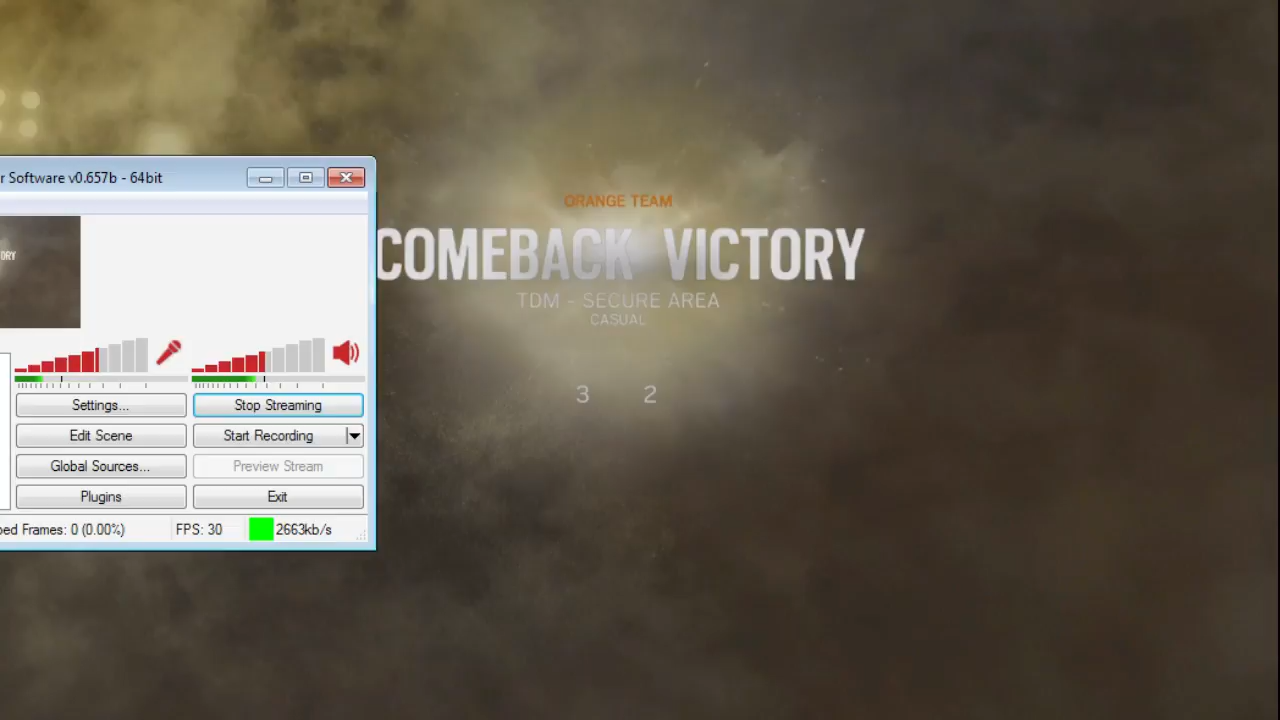 r Software v0.657b - 64bit
ORY
ORANGE TEAM
COMEBACK VICTORY
TDM - SECURE AREA
CASUAL
3 2
Settings... Stop Streaming
Edit Scene Start Recording
Global Sources... Preview Stream
Plugins Exit
ped Frames: 0 (0.00%) FPS: 30 2663kb/s